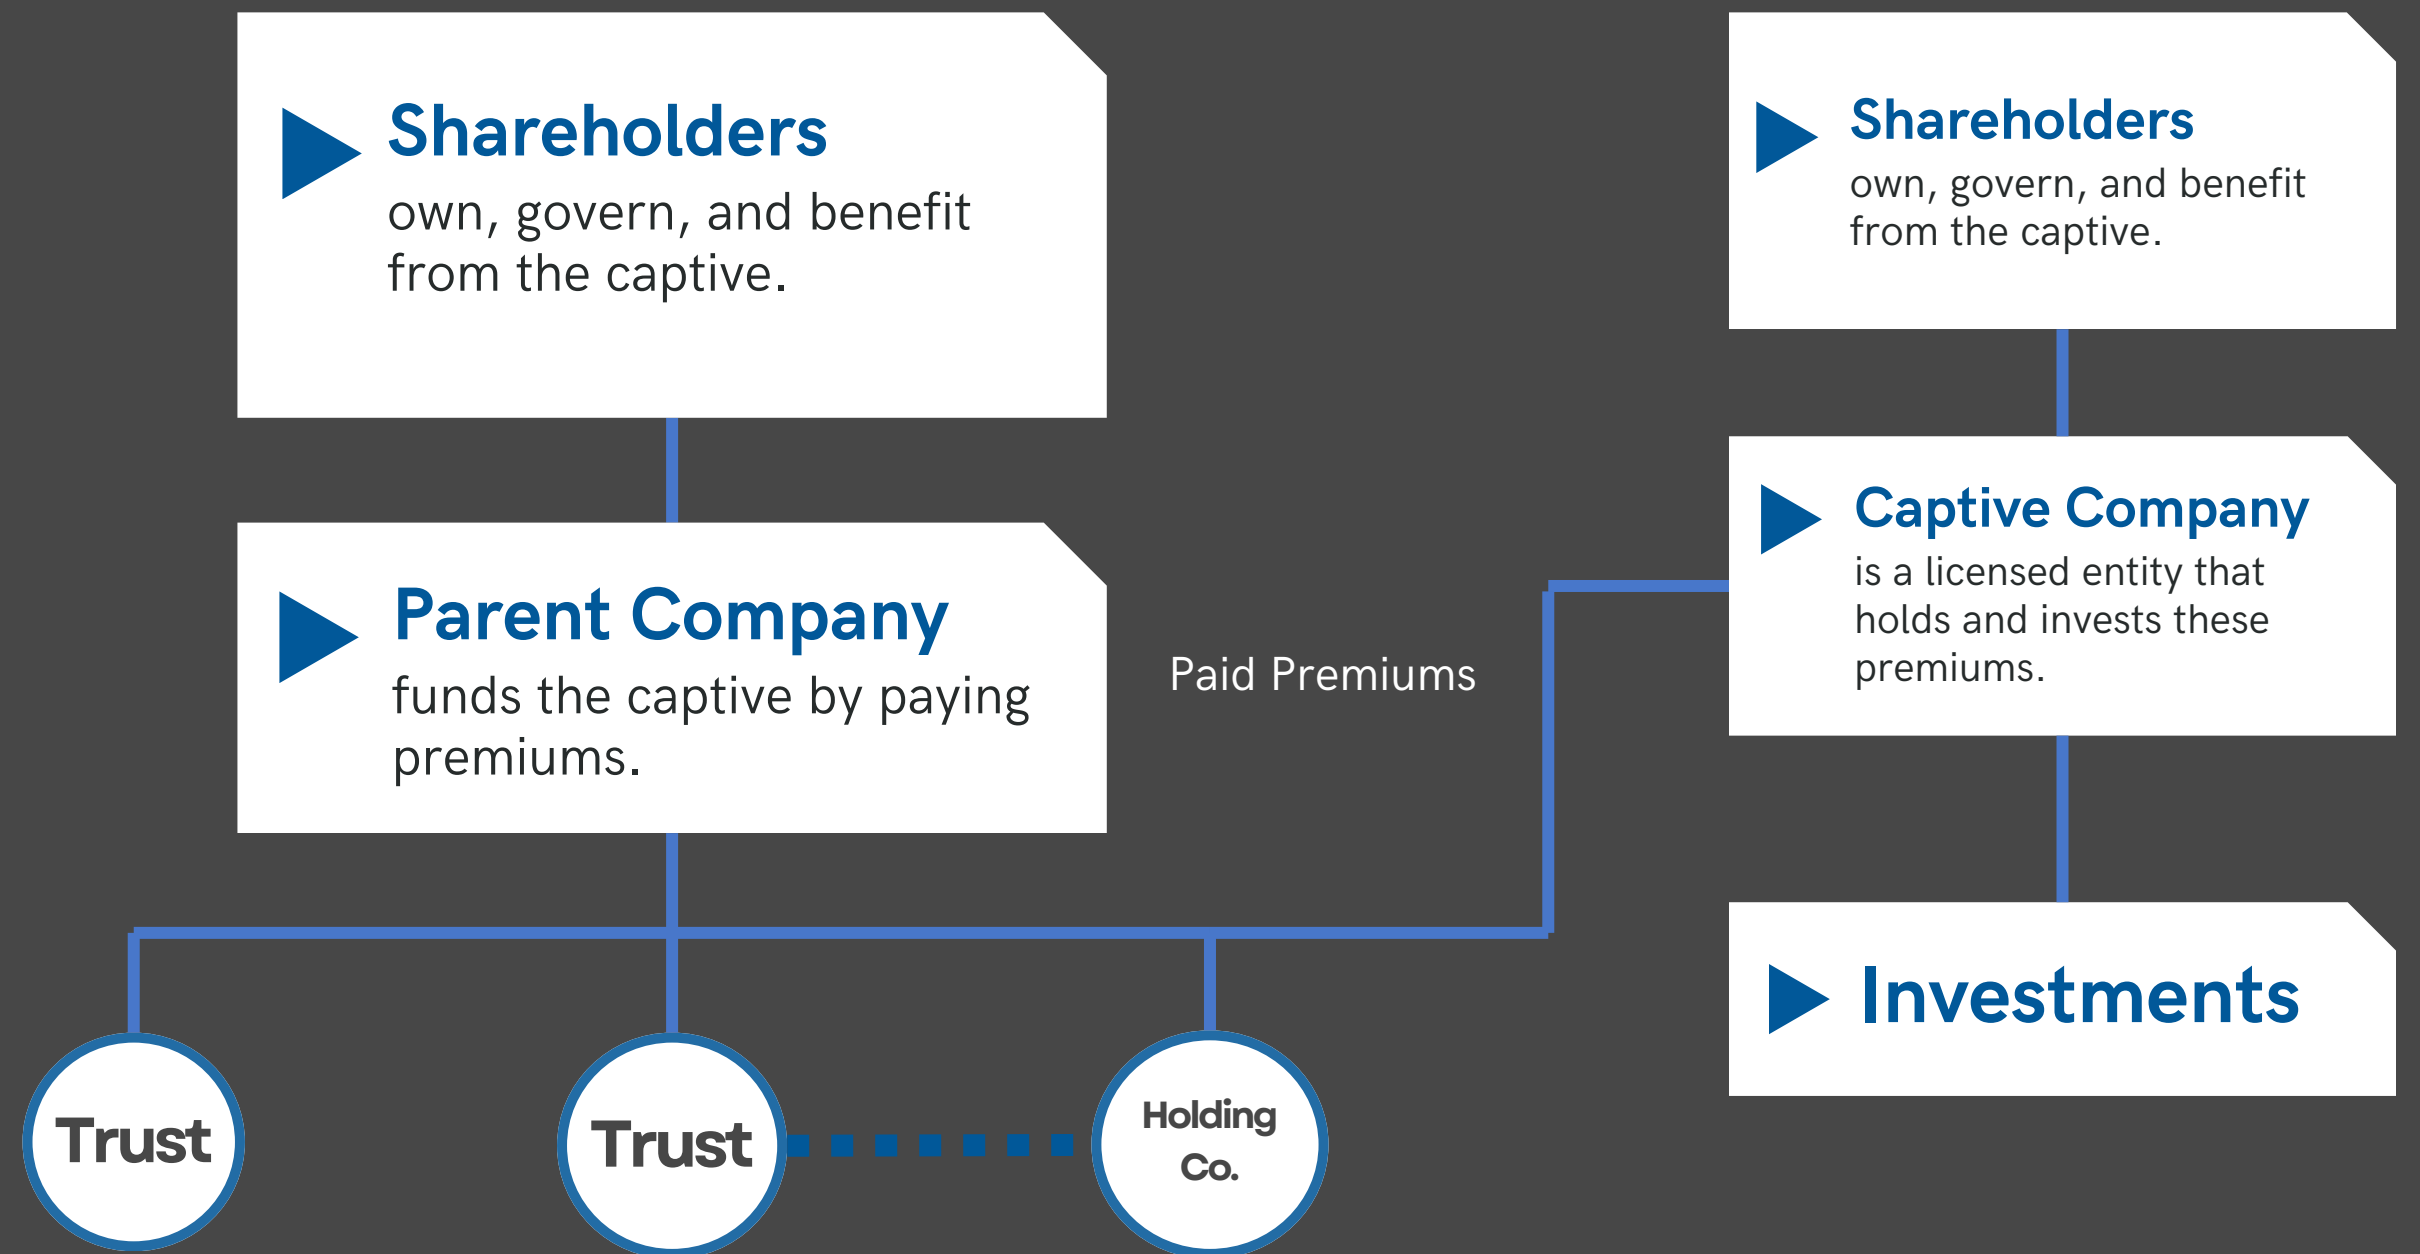 Shareholders
own, govern, and benefit
from the captive.
Parent Company
funds the captive by paying
premiums.
Paid Premiums
Shareholders
own, govern, and benefit
from the captive.
Captive Company
is a licensed entity that
holds and invests these
premiums.
Investments
Trust
Trust
Holding
Co.